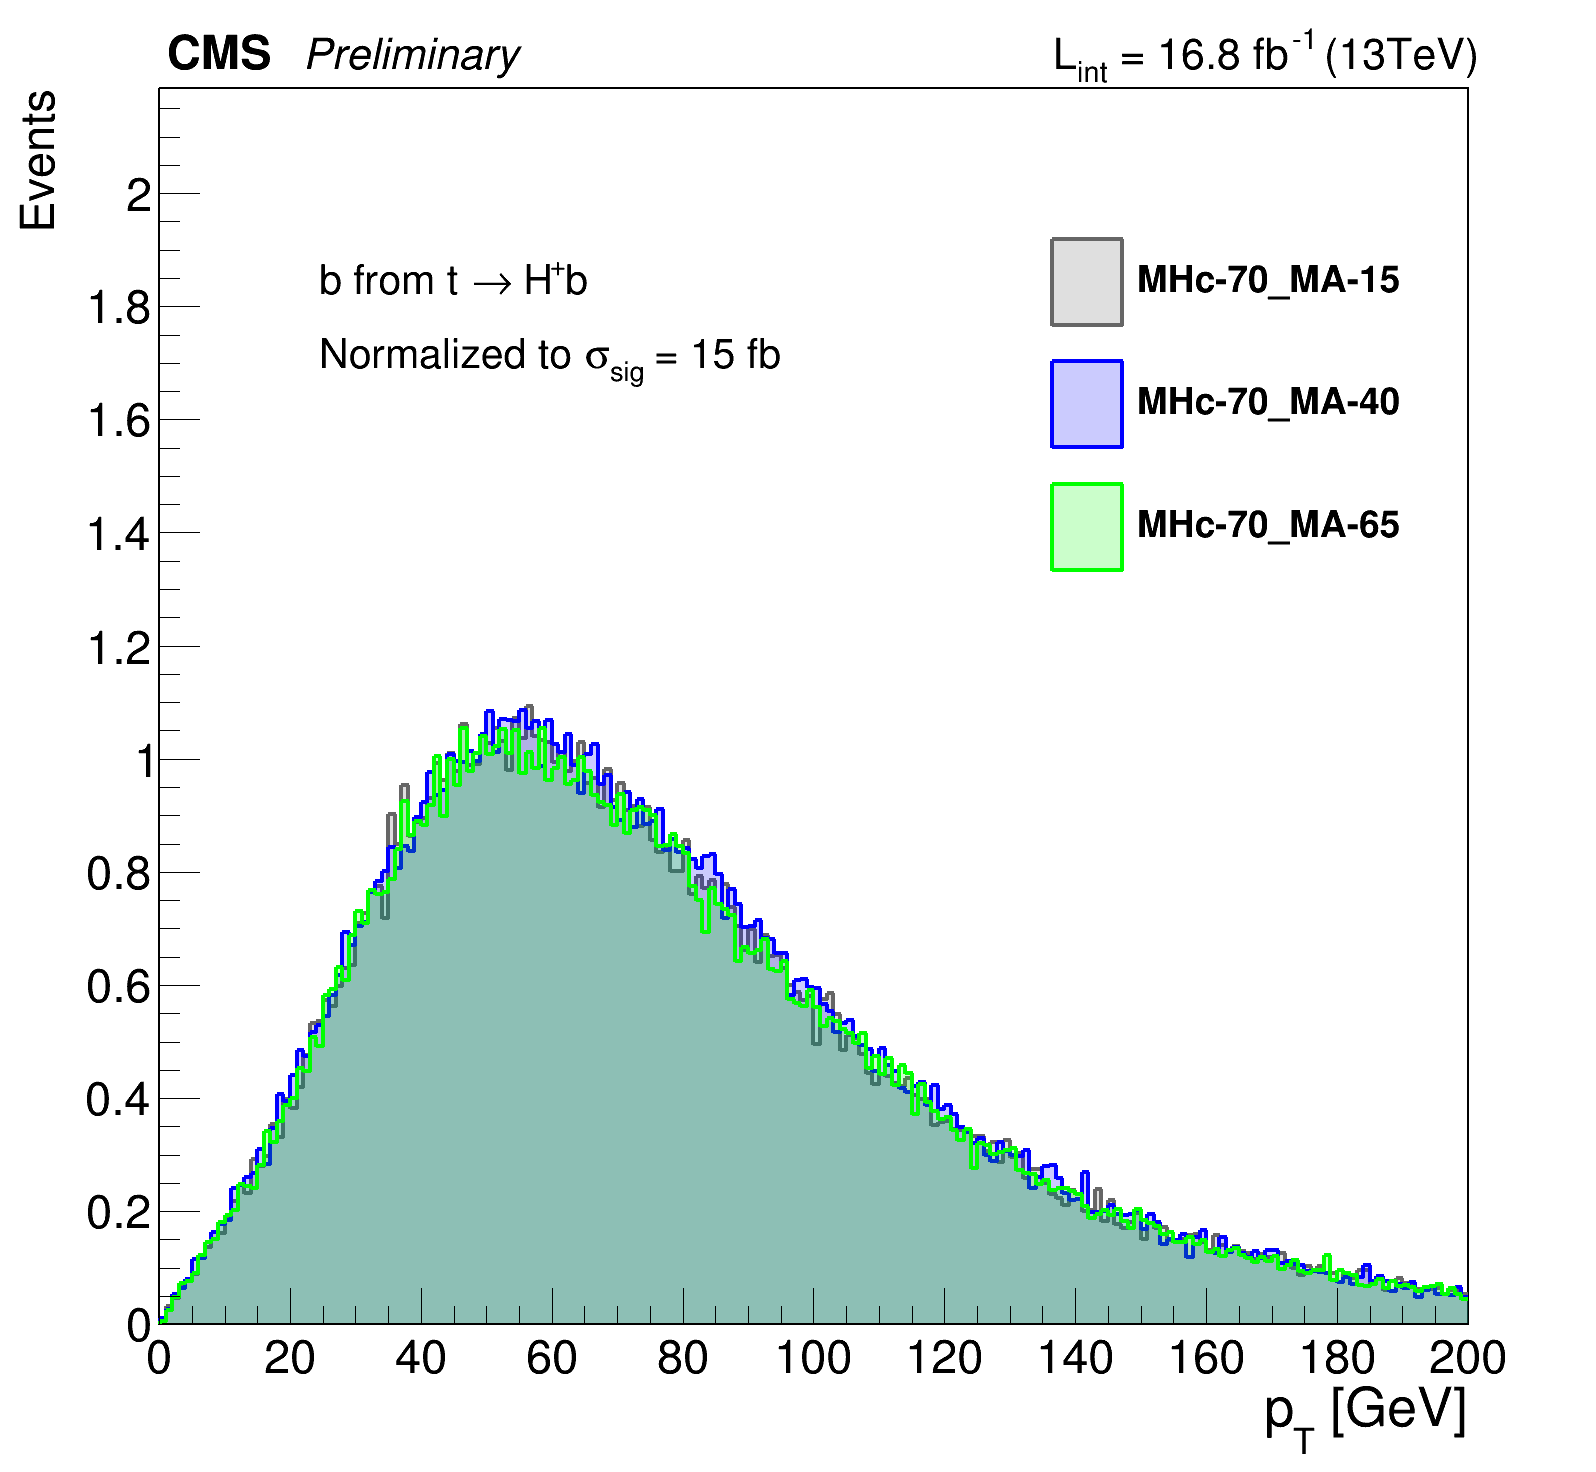 CMS Preliminary
L_int = 16.8 fb^-1 (13TeV)
Events
2
1.8
1.6
1.4
1.2
1
0.8
0.6
0.4
0.2
0
b from t → H⁺b
Normalized to σ_sig = 15 fb
MHc-70_MA-15
MHc-70_MA-40
MHc-70_MA-65
0 20 40 60 80 100 120 140 160 180 200
p_T [GeV]